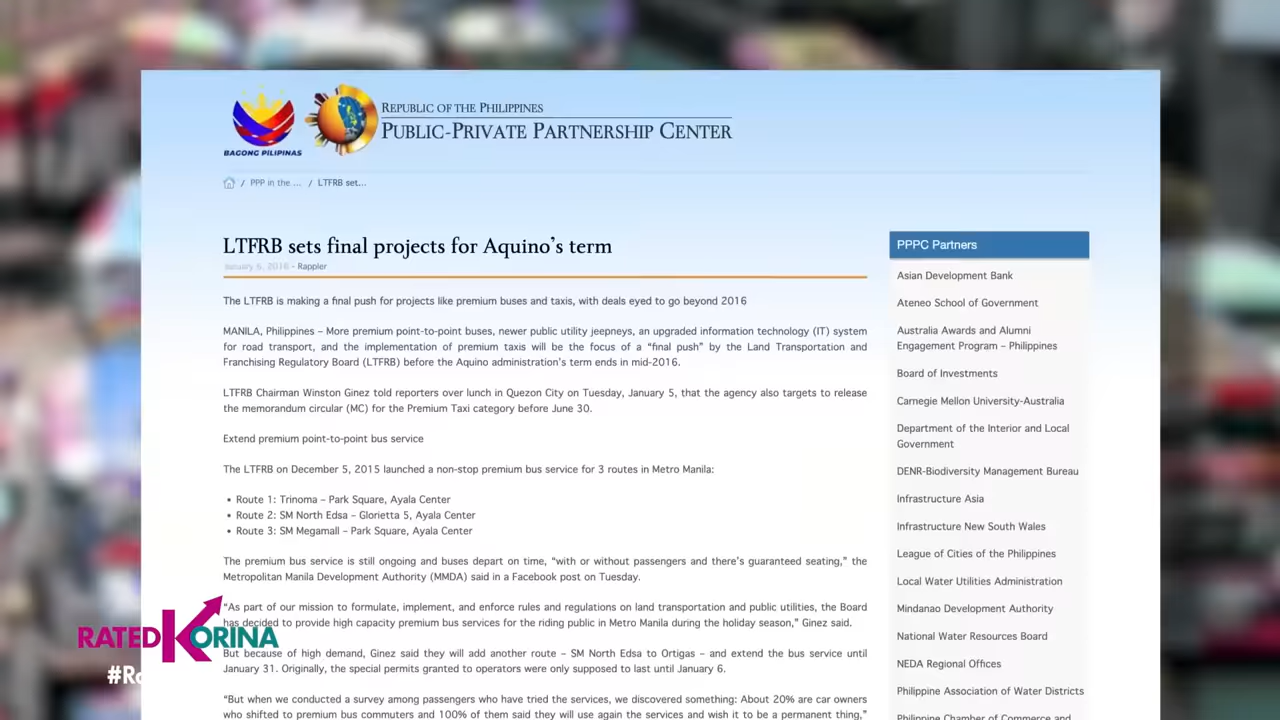 REPUBLIC OF THE PHILIPPINES
PUBLIC-PRIVATE PARTNERSHIP CENTER
BAGONG PILIPINAS
/ PPP in the.... / LTFRB set...
LTFRB sets final projects for Aquino's term
January 6, 2016 - Rappler
The LTFRB is making a final push for projects like premium buses and taxis, with deals eyed to go beyond 2016
MANILA, Philippines – More premium point-to-point buses, newer public utility jeepneys, an upgraded information technology (IT) system
for road transport, and the implementation of premium taxis will be the focus of a “final push” by the Land Transportation and
Franchising Regulatory Board (LTFRB) before the Aquino administration's term ends in mid-2016.
LTFRB Chairman Winston Ginez told reporters over lunch in Quezon City on Tuesday, January 5, that the agency also targets to release
the memorandum circular (MC) for the Premium Taxi category before June 30.
Extend premium point-to-point bus service
The LTFRB on December 5, 2015 launched a non-stop premium bus service for 3 routes in Metro Manila:
• Route 1: Trinoma – Park Square, Ayala Center
• Route 2: SM North Edsa – Glorietta 5, Ayala Center
• Route 3: SM Megamall – Park Square, Ayala Center
The premium bus service is still ongoing and buses depart on time, “with or without passengers and there's guaranteed seating,” the
Metropolitan Manila Development Authority (MMDA) said in a Facebook post on Tuesday.
“As part of our mission to formulate, implement, and enforce rules and regulations on land transportation and public utilities, the Board
has decided to provide high capacity premium bus services for the riding public in Metro Manila during the holiday season,” Ginez said.
But because of high demand, Ginez said they will add another route – SM North Edsa to Ortigas – and extend the bus service until
January 31. Originally, the special permits granted to operators were only supposed to last until January 6.
“But when we conducted a survey among passengers who have tried the services, we discovered something: About 20% are car owners
who shifted to premium bus commuters and 100% of them said they will use again the services and wish it to be a permanent thing,”
PPPC Partners
Asian Development Bank
Ateneo School of Government
Australia Awards and Alumni
Engagement Program – Philippines
Board of Investments
Carnegie Mellon University-Australia
Department of the Interior and Local
Government
DENR-Biodiversity Management Bureau
Infrastructure Asia
Infrastructure New South Wales
League of Cities of the Philippines
Local Water Utilities Administration
Mindanao Development Authority
National Water Resources Board
NEDA Regional Offices
Philippine Association of Water Districts
Philippine Chamber of Commerce and
RATED KORINA